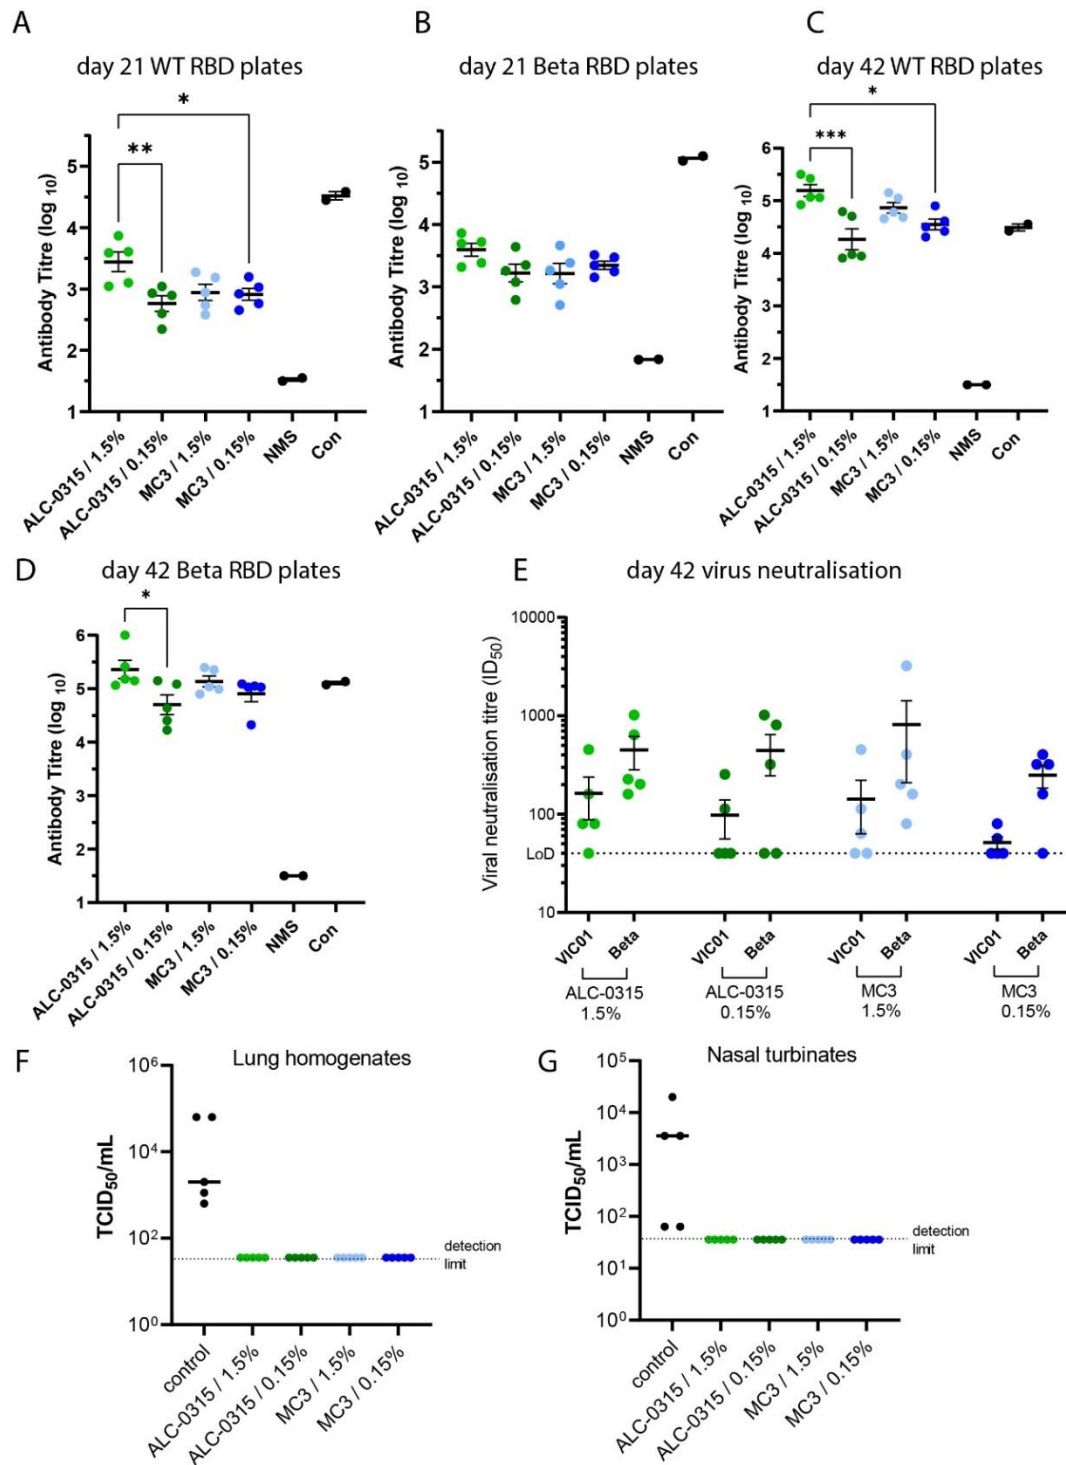 A
day 21 WT RBD plates
*
**
Antibody Titre (log 10)
5
4
3
2
1
ALC-0315 / 1.5%
ALC-0315 / 0.15%
MC3 / 1.5%
MC3 / 0.15%
NMS
Con
B
day 21 Beta RBD plates
Antibody Titre (log 10)
5
4
3
2
1
ALC-0315 / 1.5%
ALC-0315 / 0.15%
MC3 / 1.5%
MC3 / 0.15%
NMS
Con
C
day 42 WT RBD plates
*
***
Antibody Titre (log 10)
6
5
4
3
2
1
ALC-0315 / 1.5%
ALC-0315 / 0.15%
MC3 / 1.5%
MC3 / 0.15%
NMS
Con
D
day 42 Beta RBD plates
*
Antibody Titre (log 10)
6
5
4
3
2
1
ALC-0315 / 1.5%
ALC-0315 / 0.15%
MC3 / 1.5%
MC3 / 0.15%
NMS
Con
E
day 42 virus neutralisation
Viral neutralisation titre (ID50)
10000
1000
100
LoD
10
VIC01
Beta
VIC01
Beta
VIC01
Beta
VIC01
Beta
ALC-0315
1.5%
ALC-0315
0.15%
MC3
1.5%
MC3
0.15%
F
Lung homogenates
TCID50/mL
10^6
10^4
10^2
10^0
detection
limit
control
ALC-0315 / 1.5%
ALC-0315 / 0.15%
MC3 / 1.5%
MC3 / 0.15%
G
Nasal turbinates
TCID50/mL
10^5
10^4
10^3
10^2
10^1
10^0
detection
limit
control
ALC-0315 / 1.5%
ALC-0315 / 0.15%
MC3 / 1.5%
MC3 / 0.15%